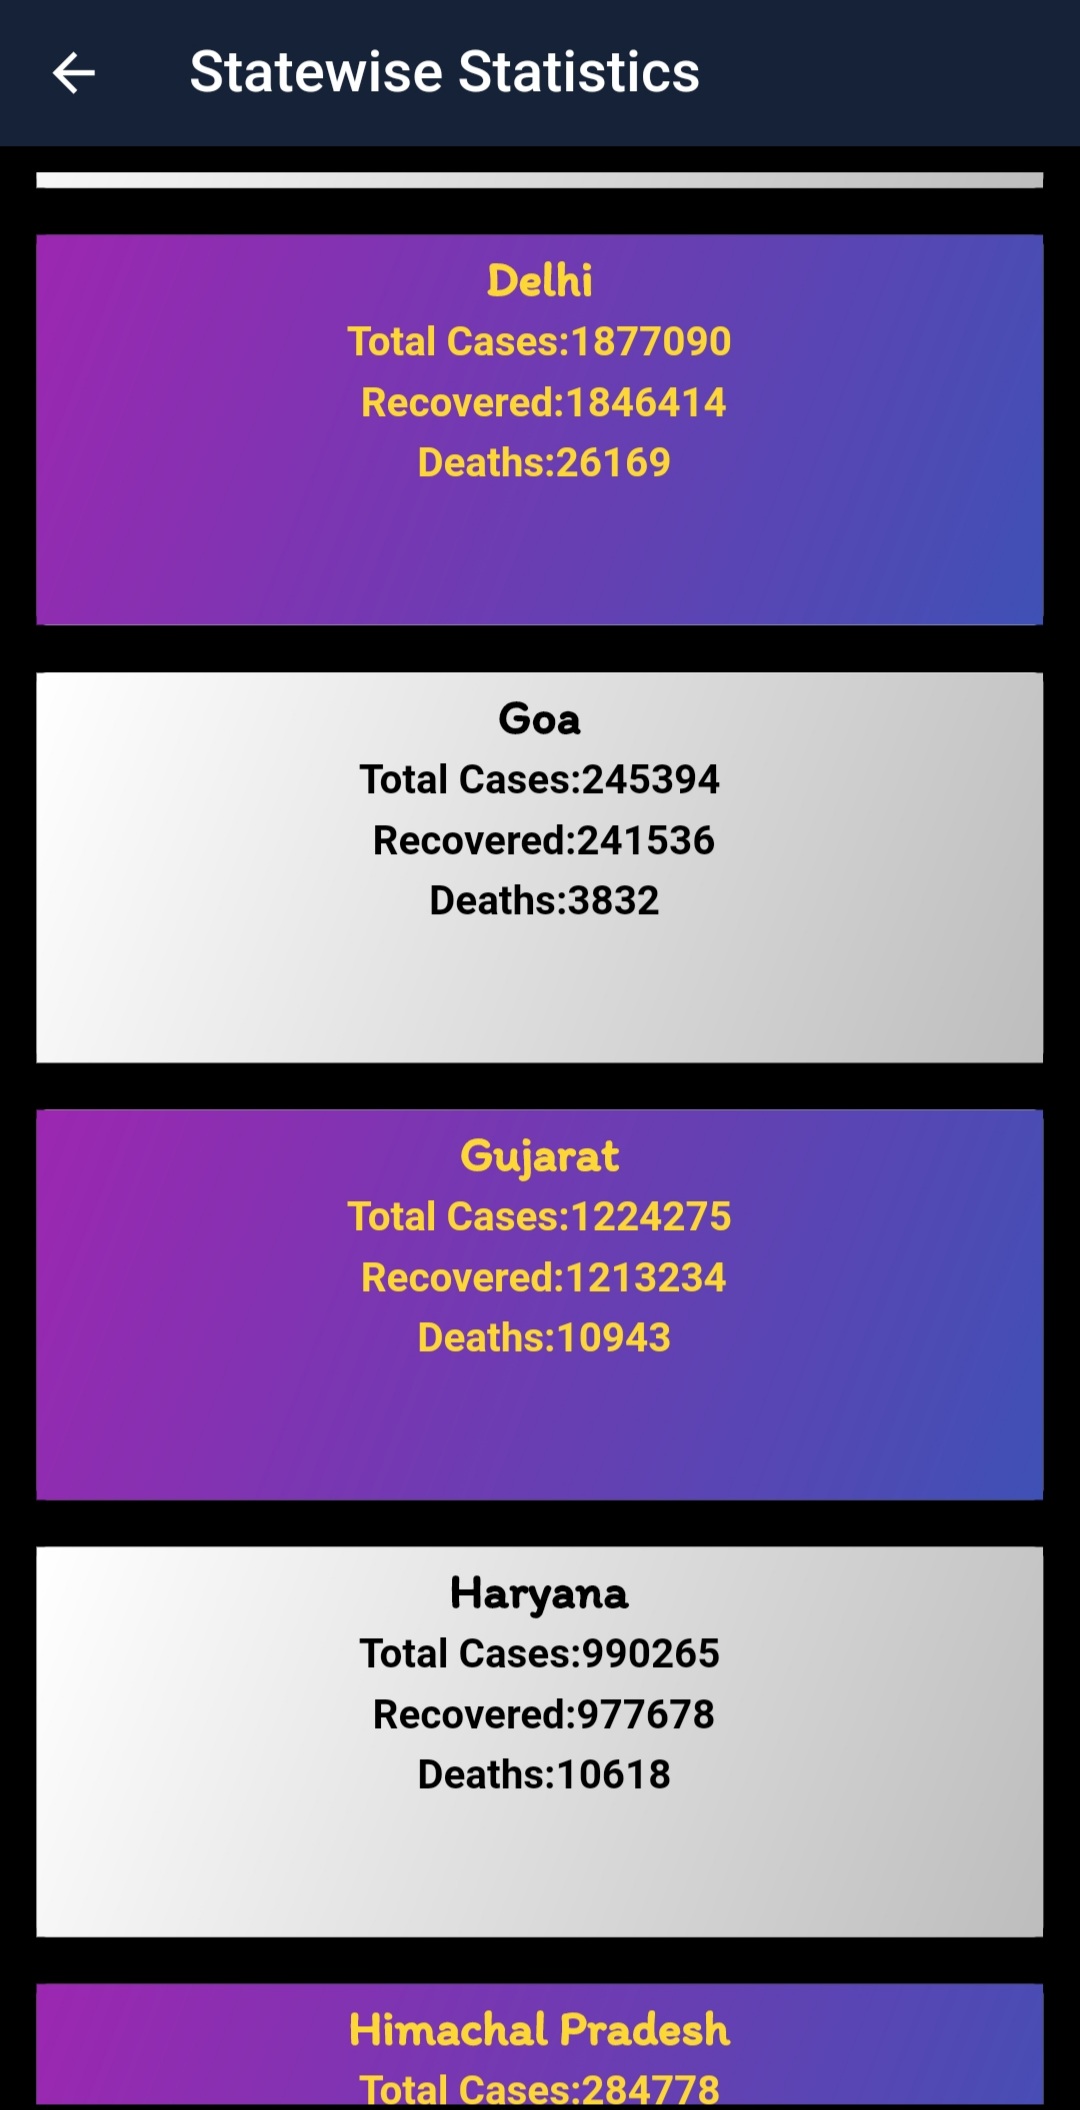 Statewise Statistics
Delhi
Total Cases:1877090
Recovered:1846414
Deaths:26169
Goa
Total Cases:245394
Recovered:241536
Deaths:3832
Gujarat
Total Cases:1224275
Recovered:1213234
Deaths:10943
Haryana
Total Cases:990265
Recovered:977678
Deaths:10618
Himachal Pradesh
Total Cases:284778